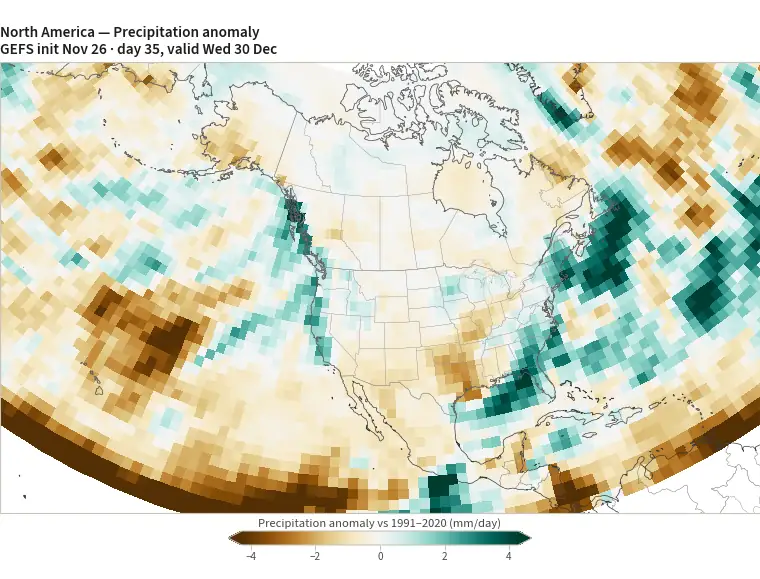 North America — Precipitation anomaly
GEFS init Nov 26 · day 35, valid Wed 30 Dec
Precipitation anomaly vs 1991–2020 (mm/day)
−4 −2 0 2 4